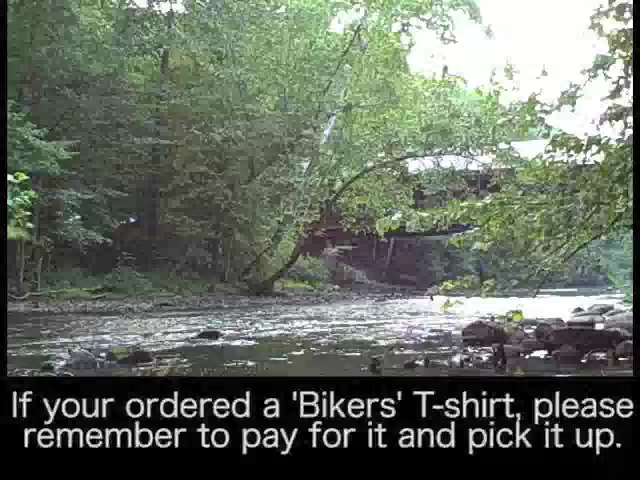 If your ordered a 'Bikers' T-shirt, please
remember to pay for it and pick it up.